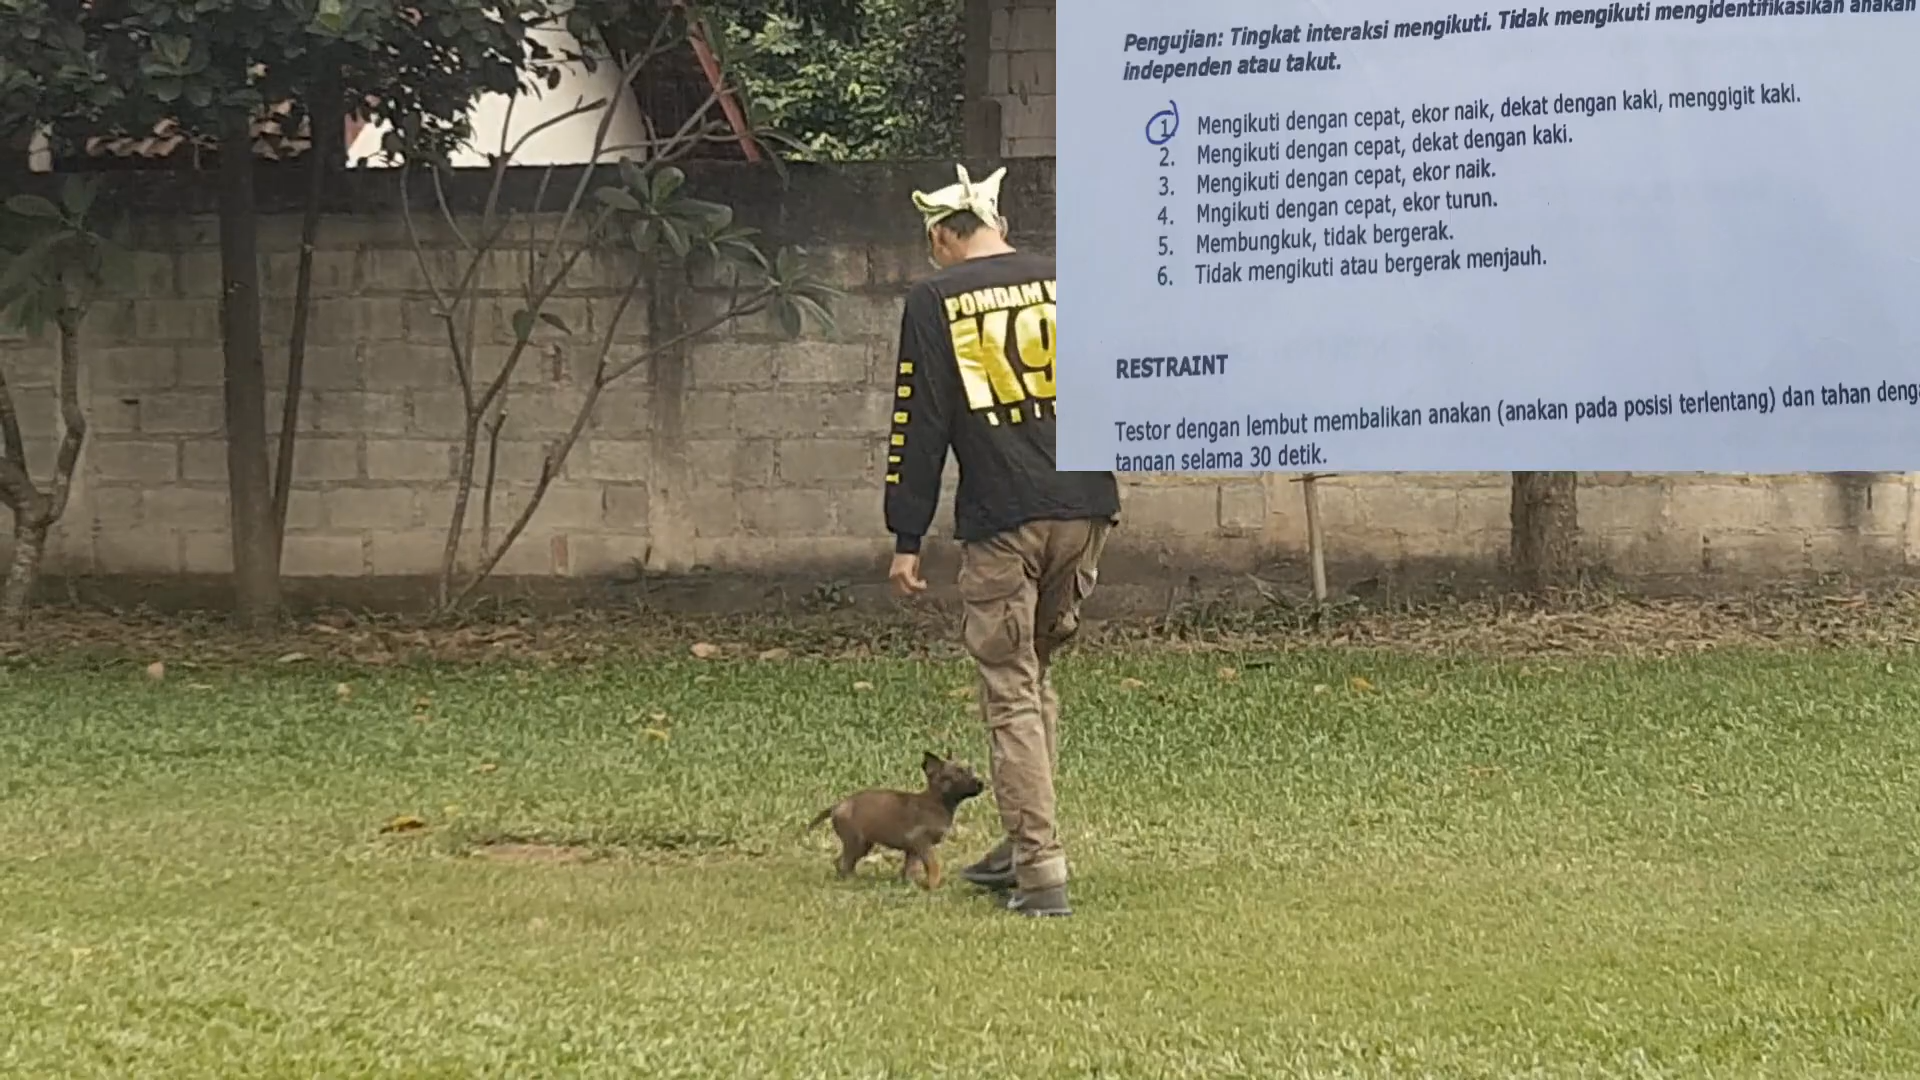 Pengujian: Tingkat interaksi mengikuti. Tidak mengikuti mengidentifikasikan anakan
independen atau takut.
1 Mengikuti dengan cepat, ekor naik, dekat dengan kaki, menggigit kaki.
2. Mengikuti dengan cepat, dekat dengan kaki.
3. Mengikuti dengan cepat, ekor naik.
4. Mngikuti dengan cepat, ekor turun.
5. Membungkuk, tidak bergerak.
6. Tidak mengikuti atau bergerak menjauh.
RESTRAINT
Testor dengan lembut membalikan anakan (anakan pada posisi terlentang) dan tahan
tangan selama 30 detik.
POMDAM
K9